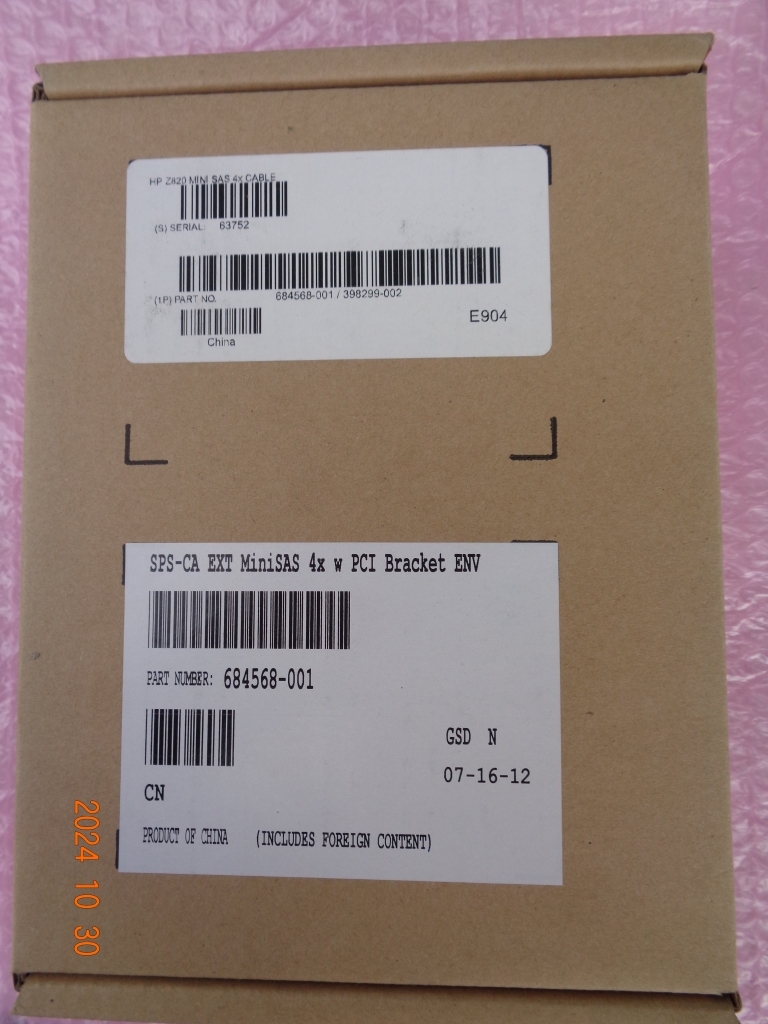 HP Z820 MINI SAS 4x CABLE
(S) SERIAL: 63752
(1P) PART NO. 684568-001 / 398299-002
E904
China
SPS-CA EXT MiniSAS 4x w PCI Bracket ENV
PART NUMBER: 684568-001
GSD N
07-16-12
CN
PRODUCT OF CHINA (INCLUDES FOREIGN CONTENT)
2024 10 30